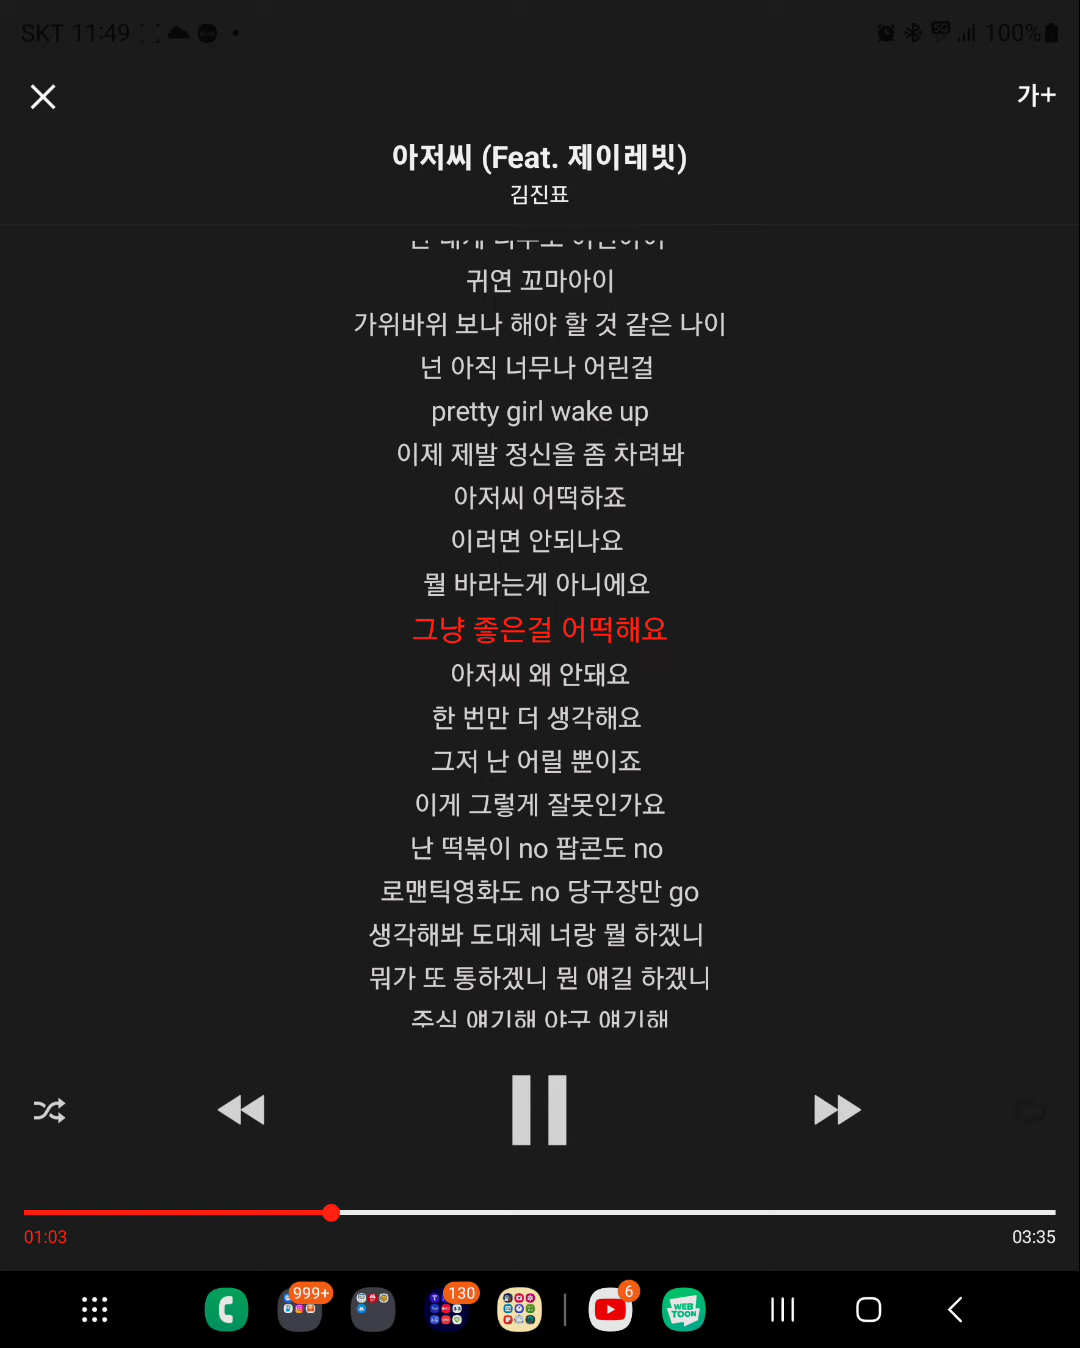 SKT 11:49
5G 100%
가+
아저씨 (Feat. 제이레빗)
김진표
귀연 꼬마아이
가위바위 보나 해야 할 것 같은 나이
넌 아직 너무나 어린걸
pretty girl wake up
이제 제발 정신을 좀 차려봐
아저씨 어떡하죠
이러면 안되나요
뭘 바라는게 아니에요
그냥 좋은걸 어떡해요
아저씨 왜 안돼요
한 번만 더 생각해요
그저 난 어릴 뿐이죠
이게 그렇게 잘못인가요
난 떡볶이 no 팝콘도 no
로맨틱영화도 no 당구장만 go
생각해봐 도대체 너랑 뭘 하겠니
뭐가 또 통하겠니 뭔 얘길 하겠니
주식 얘기해 야구 얘기해
01:03
03:35
999+
130
6
WEB
TOON